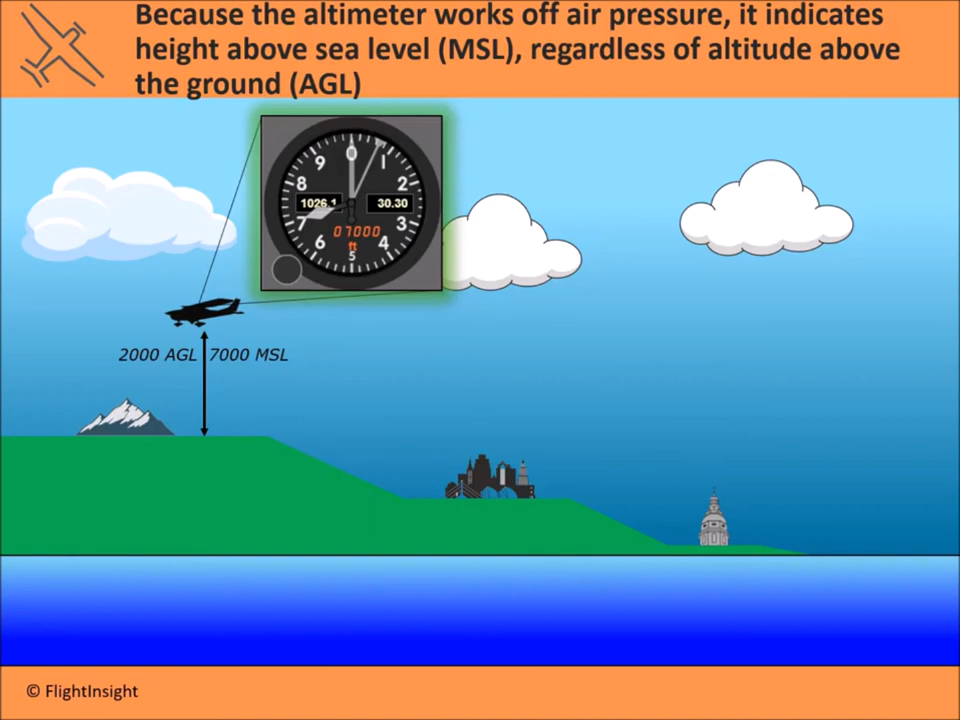 Because the altimeter works off air pressure, it indicates
height above sea level (MSL), regardless of altitude above
the ground (AGL)
0
9 1
8 2
1026.1 30.30
7 3
07000
6 ft 4
5
2000 AGL 7000 MSL
© FlightInsight